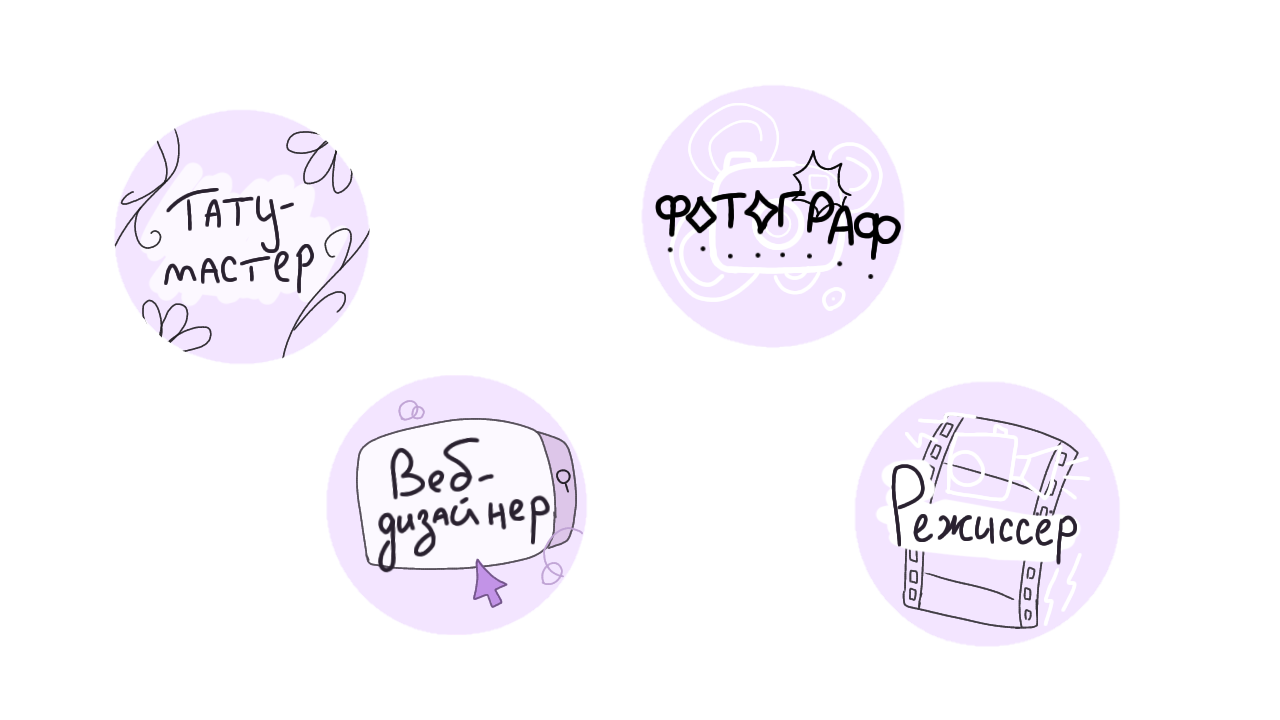 Тату-
мастер
ФОТОГРАФ
Веб-
дизайнер
Режиссер